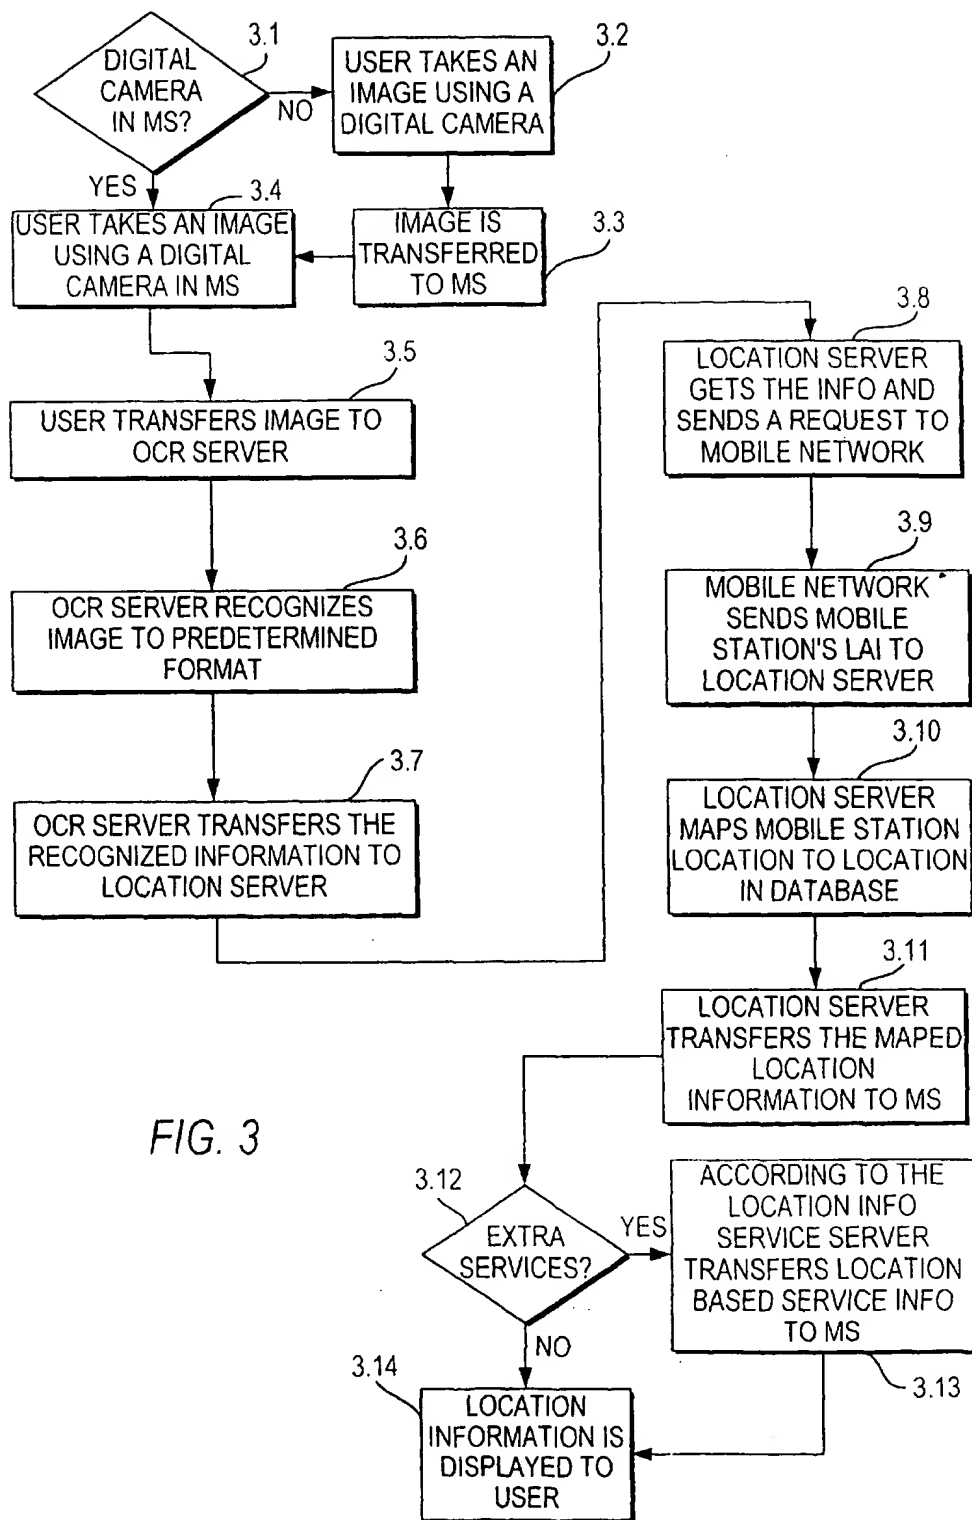 3.1
DIGITAL
CAMERA
IN MS?
NO
YES
3.2
USER TAKES AN
IMAGE USING A
DIGITAL CAMERA
3.3
IMAGE IS
TRANSFERRED
TO MS
3.4
USER TAKES AN IMAGE
USING A DIGITAL
CAMERA IN MS
3.5
USER TRANSFERS IMAGE TO
OCR SERVER
3.6
OCR SERVER RECOGNIZES
IMAGE TO PREDETERMINED
FORMAT
3.7
OCR SERVER TRANSFERS THE
RECOGNIZED INFORMATION TO
LOCATION SERVER
3.8
LOCATION SERVER
GETS THE INFO AND
SENDS A REQUEST TO
MOBILE NETWORK
3.9
MOBILE NETWORK
SENDS MOBILE
STATION'S LAI TO
LOCATION SERVER
3.10
LOCATION SERVER
MAPS MOBILE STATION
LOCATION TO LOCATION
IN DATABASE
3.11
LOCATION SERVER
TRANSFERS THE MAPED
LOCATION
INFORMATION TO MS
3.12
EXTRA
SERVICES?
YES
NO
ACCORDING TO THE
LOCATION INFO
SERVICE SERVER
TRANSFERS LOCATION
BASED SERVICE INFO
TO MS
3.13
3.14
LOCATION
INFORMATION IS
DISPLAYED TO
USER
FIG. 3